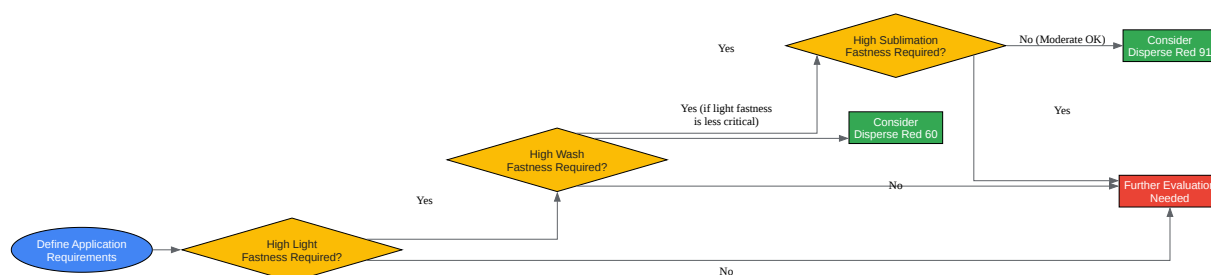 Define Application
Requirements
High Light
Fastness Required?
Yes
No
High Wash
Fastness Required?
Yes
Yes (if light fastness
is less critical)
No
Consider
Disperse Red 60
High Sublimation
Fastness Required?
No (Moderate OK)
Yes
Consider
Disperse Red 91
Further Evaluation
Needed